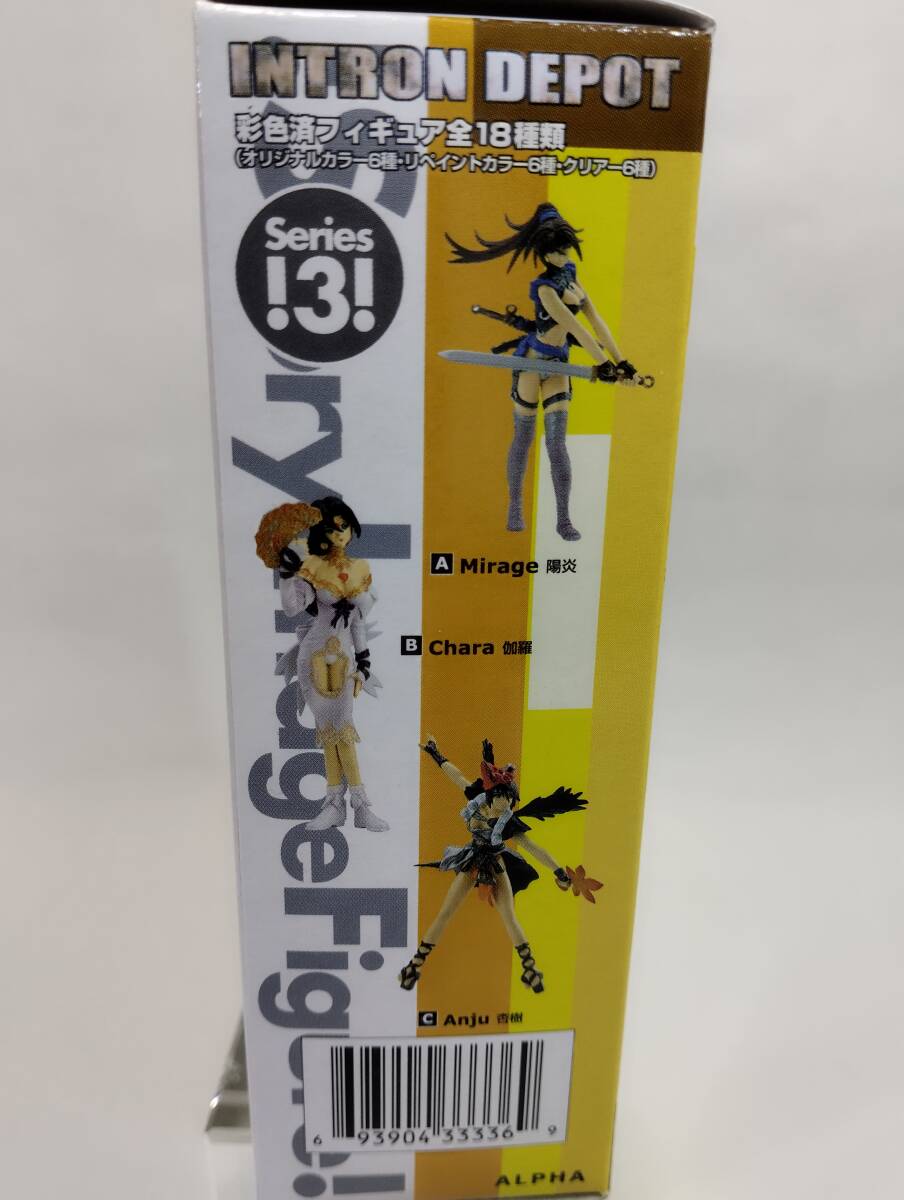 INTRON DEPOT
彩色済フィギュア全18種類
(オリジナルカラー6種・リペイントカラー6種・クリアー6種)
Series
!3!
Story Image Figure!
A Mirage 陽炎
B Chara 伽羅
C Anju 杏樹
6 93904 33336 9
ALPHA